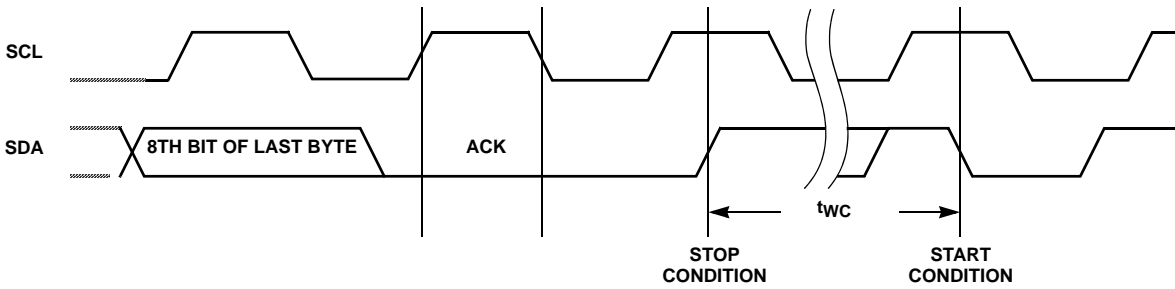 SCL
SDA
8TH BIT OF LAST BYTE
ACK
tWC
STOP
CONDITION
START
CONDITION